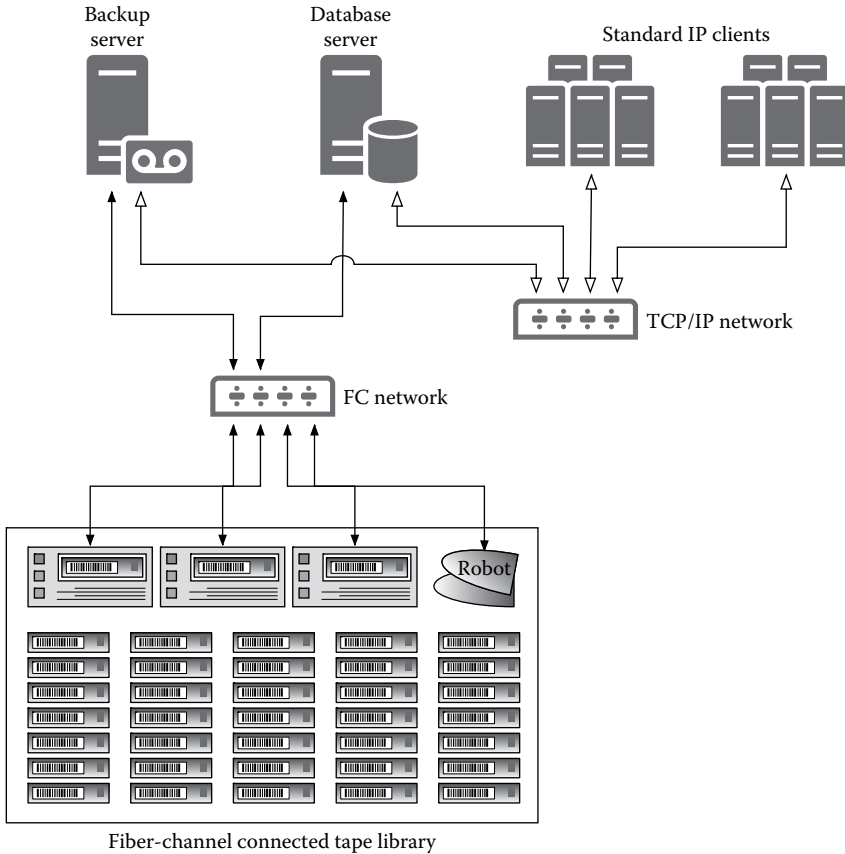 Backup
server
Database
server
Standard IP clients
TCP/IP network
FC network
Robot
Fiber-channel connected tape library